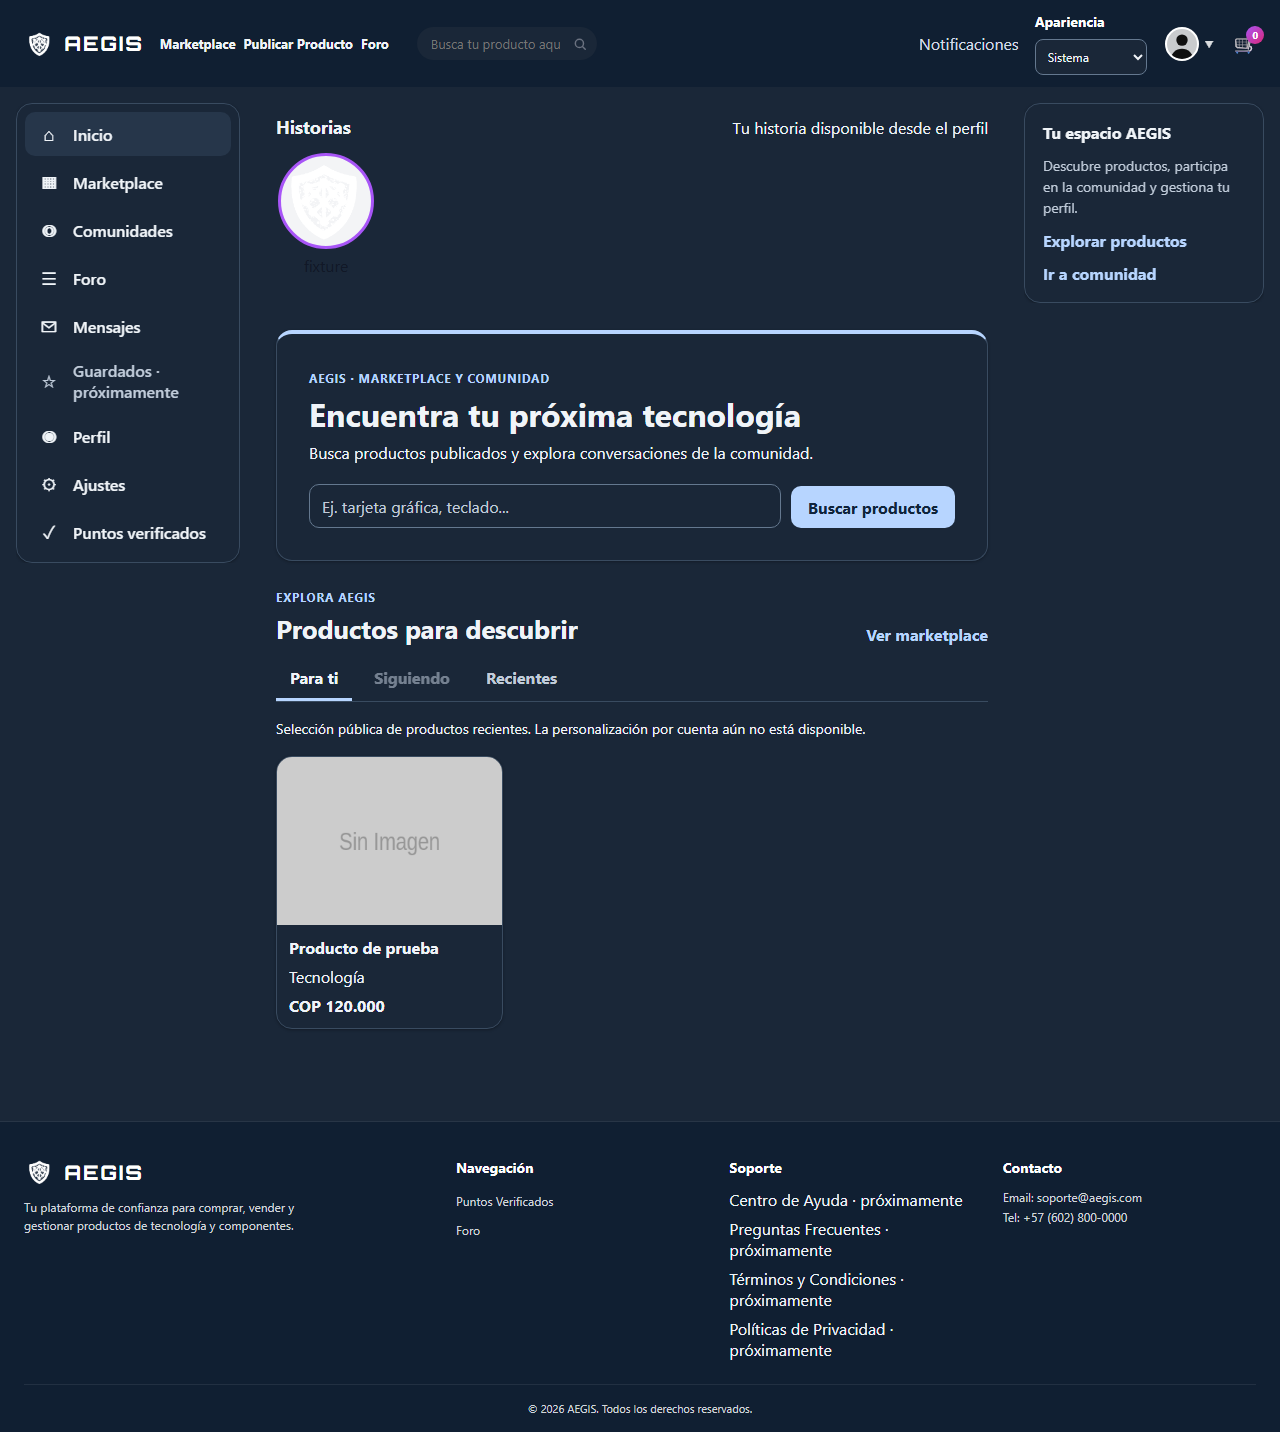 AEGIS
Marketplace Publicar Producto Foro
Busca tu producto aqu
Notificaciones
Apariencia
Sistema
0
Inicio
Marketplace
Comunidades
Foro
Mensajes
Guardados ·
próximamente
Perfil
Ajustes
Puntos verificados
Historias
Tu historia disponible desde el perfil
fixture
AEGIS · MARKETPLACE Y COMUNIDAD
Encuentra tu próxima tecnología
Busca productos publicados y explora conversaciones de la comunidad.
Ej. tarjeta gráfica, teclado...
Buscar productos
EXPLORA AEGIS
Productos para descubrir
Ver marketplace
Para ti Siguiendo Recientes
Selección pública de productos recientes. La personalización por cuenta aún no está disponible.
Sin Imagen
Producto de prueba
Tecnología
COP 120.000
Tu espacio AEGIS
Descubre productos, participa
en la comunidad y gestiona tu
perfil.
Explorar productos
Ir a comunidad
AEGIS
Tu plataforma de confianza para comprar, vender y
gestionar productos de tecnología y componentes.
Navegación
Puntos Verificados
Foro
Soporte
Centro de Ayuda · próximamente
Preguntas Frecuentes ·
próximamente
Términos y Condiciones ·
próximamente
Políticas de Privacidad ·
próximamente
Contacto
Email: soporte@aegis.com
Tel: +57 (602) 800-0000
© 2026 AEGIS. Todos los derechos reservados.